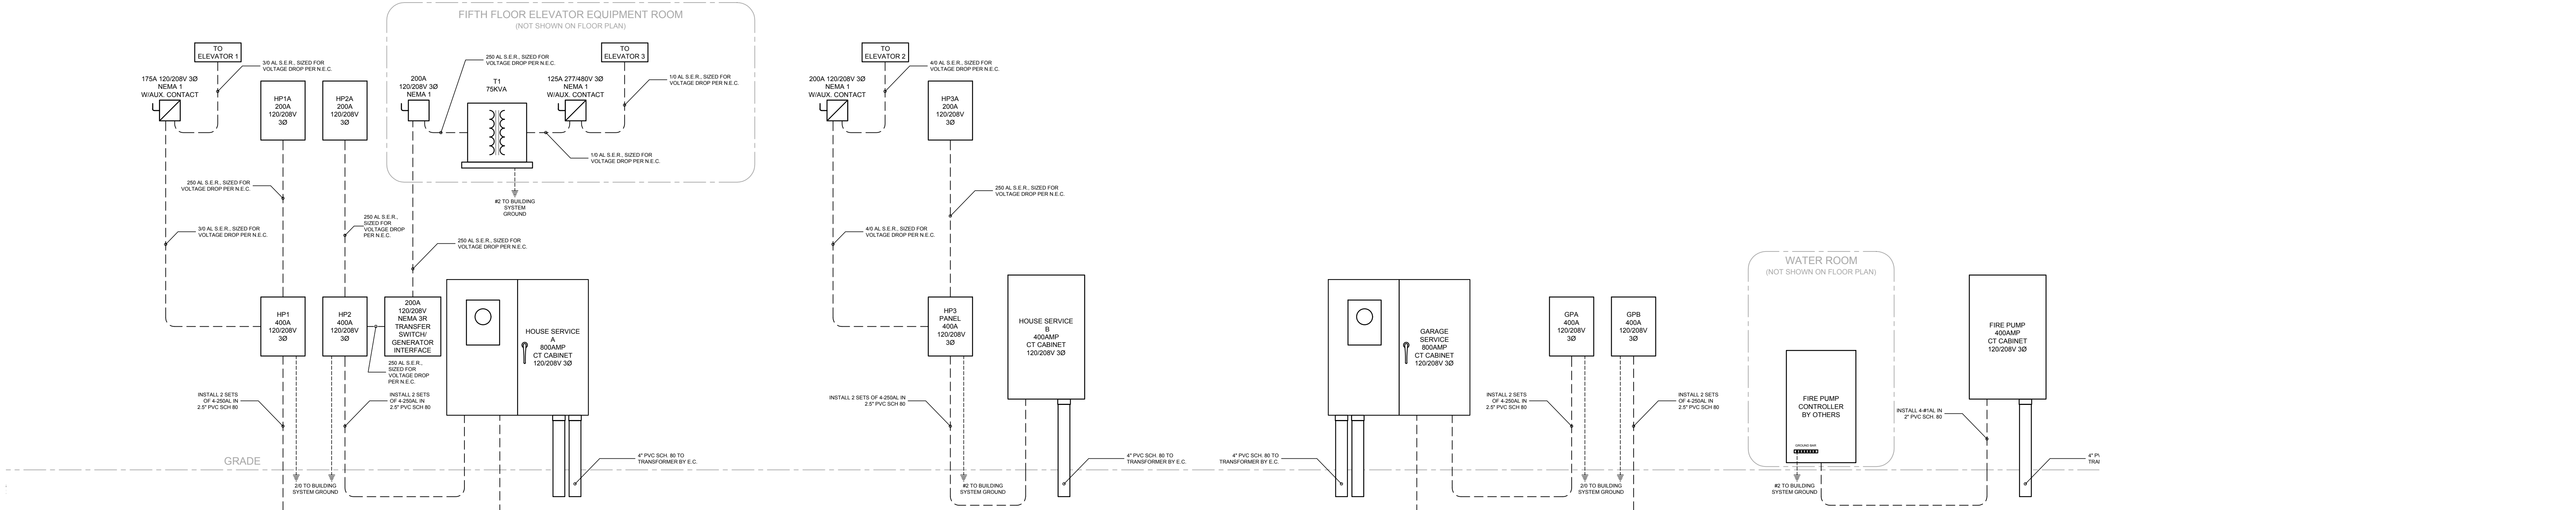 FIFTH FLOOR ELEVATOR EQUIPMENT ROOM
(NOT SHOWN ON FLOOR PLAN)
TO
ELEVATOR 1
3/0 AL S.E.R., SIZED FOR
VOLTAGE DROP PER N.E.C.
175A 120/208V 3Ø
NEMA 1
W/AUX. CONTACT
HP1A
200A
120/208V
3Ø
HP2A
200A
120/208V
3Ø
200A
120/208V 3Ø
NEMA 1
250 AL S.E.R., SIZED FOR
VOLTAGE DROP PER N.E.C.
T1
75KVA
125A 277/480V 3Ø
NEMA 1
W/AUX. CONTACT
TO
ELEVATOR 3
1/0 AL S.E.R., SIZED FOR
VOLTAGE DROP PER N.E.C.
1/0 AL S.E.R., SIZED FOR
VOLTAGE DROP PER N.E.C.
#2 TO BUILDING
SYSTEM
GROUND
TO
ELEVATOR 2
4/0 AL S.E.R., SIZED FOR
VOLTAGE DROP PER N.E.C.
200A 120/208V 3Ø
NEMA 1
W/AUX. CONTACT
HP3A
200A
120/208V
3Ø
250 AL S.E.R., SIZED FOR
VOLTAGE DROP PER N.E.C.
3/0 AL S.E.R., SIZED FOR
VOLTAGE DROP PER N.E.C.
250 AL S.E.R.,
SIZED FOR
VOLTAGE DROP
PER N.E.C.
250 AL S.E.R., SIZED FOR
VOLTAGE DROP PER N.E.C.
250 AL S.E.R., SIZED FOR
VOLTAGE DROP PER N.E.C.
4/0 AL S.E.R., SIZED FOR
VOLTAGE DROP PER N.E.C.
HP1
400A
120/208V
3Ø
HP2
400A
120/208V
3Ø
200A
120/208V
NEMA 3R
TRANSFER
SWITCH/
GENERATOR
INTERFACE
250 AL S.E.R.,
SIZED FOR
VOLTAGE DROP
PER N.E.C.
HOUSE SERVICE
A
800AMP
CT CABINET
120/208V 3Ø
HP3
PANEL
400A
120/208V
3Ø
HOUSE SERVICE
B
400AMP
CT CABINET
120/208V 3Ø
GARAGE
SERVICE
800AMP
CT CABINET
120/208V 3Ø
GPA
400A
120/208V
3Ø
GPB
400A
120/208V
3Ø
WATER ROOM
(NOT SHOWN ON FLOOR PLAN)
FIRE PUMP
CONTROLLER
BY OTHERS
GROUND BAR
FIRE PUMP
400AMP
CT CABINET
120/208V 3Ø
INSTALL 2 SETS
OF 4-250AL IN
2.5" PVC SCH 80
INSTALL 2 SETS
OF 4-250AL IN
2.5" PVC SCH 80
INSTALL 2 SETS OF 4-250AL IN
2.5" PVC SCH 80
INSTALL 2 SETS
OF 4-250AL IN
2.5" PVC SCH 80
INSTALL 2 SETS
OF 4-250AL IN
2.5" PVC SCH 80
INSTALL 4-#1AL IN
2" PVC SCH. 80
GRADE
2/0 TO BUILDING
SYSTEM GROUND
4" PVC SCH. 80 TO
TRANSFORMER BY E.C.
#2 TO BUILDING
SYSTEM GROUND
4" PVC SCH. 80 TO
TRANSFORMER BY E.C.
4" PVC SCH. 80 TO
TRANSFORMER BY E.C.
2/0 TO BUILDING
SYSTEM GROUND
#2 TO BUILDING
SYSTEM GROUND
4"